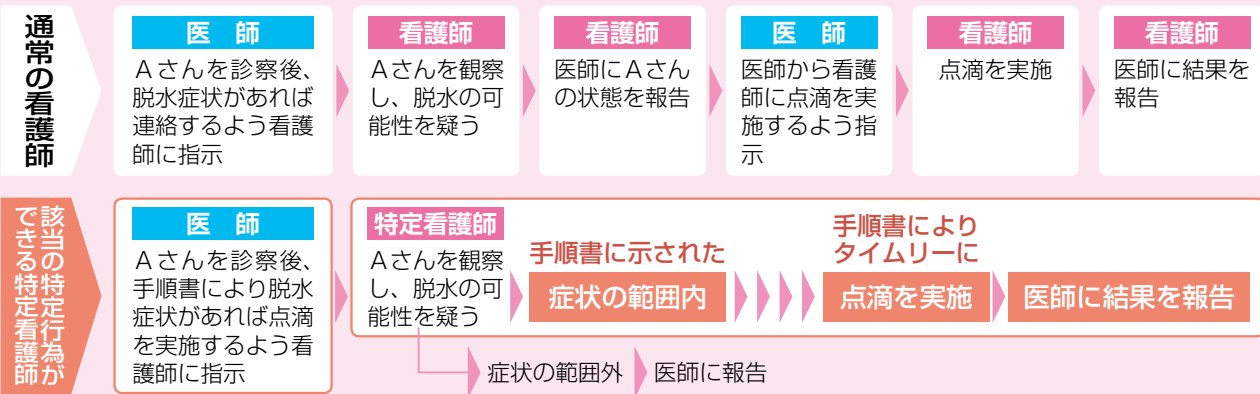 通常の看護師
医　師
Ａさんを診察後、
脱水症状があれば
連絡するよう看護
師に指示
看護師
Ａさんを観察
し、脱水の可
能性を疑う
看護師
医師にＡさん
の状態を報告
医　師
医師から看護
師に点滴を実
施するよう指
示
看護師
点滴を実施
看護師
医師に結果を
報告
該当の特定行為が
できる特定看護師
医　師
Ａさんを診察後、
手順書により脱水
症状があれば点滴
を実施するよう看
護師に指示
特定看護師
Ａさんを観察
し、脱水の可
能性を疑う
手順書に示された
症状の範囲内
手順書により
タイムリーに
点滴を実施
医師に結果を報告
症状の範囲外
医師に報告